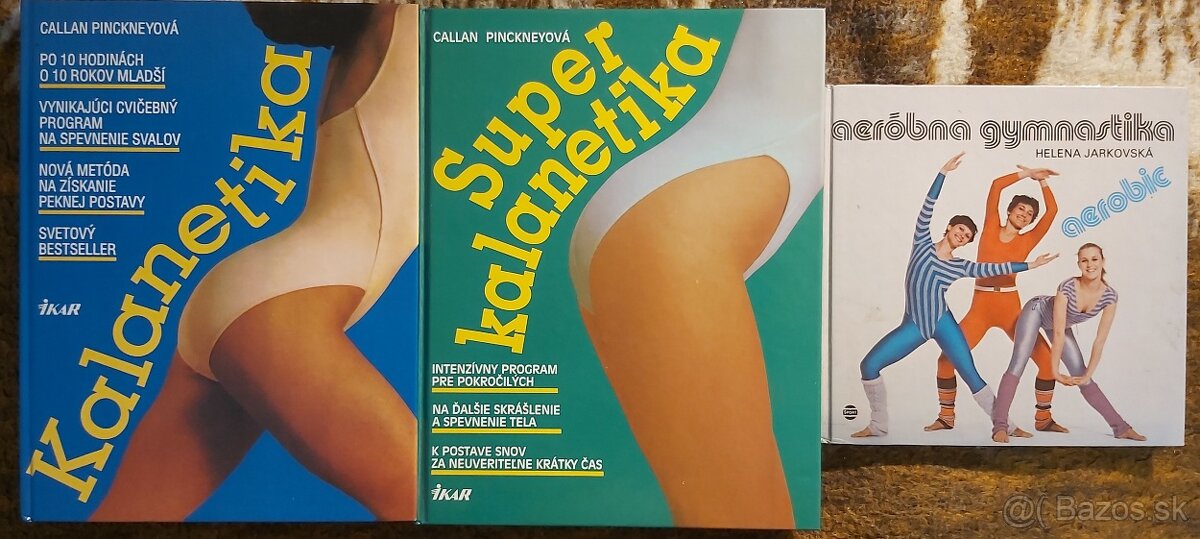 CALLAN PINCKNEYOVÁ
PO 10 HODINÁCH
O 10 ROKOV MLADŠÍ
VYNIKAJÚCI CVIČEBNÝ
PROGRAM
NA SPEVNENIE SVALOV
NOVÁ METÓDA
NA ZÍSKANIE
PEKNEJ POSTAVY
SVETOVÝ
BESTSELLER
IKAR
Kalanetika
CALLAN PINCKNEYOVÁ
Super
kalanetika
INTENZÍVNY PROGRAM
PRE POKROČILÝCH
NA ĎALŠIE SKRÁŠLENIE
A SPEVNENIE TELA
K POSTAVE SNOV
ZA NEUVERITEĽNE KRÁTKY ČAS
IKAR
aeróbna gymnastika
HELENA JARKOVSKÁ
aerobic
Šport
@( Bazos.sk